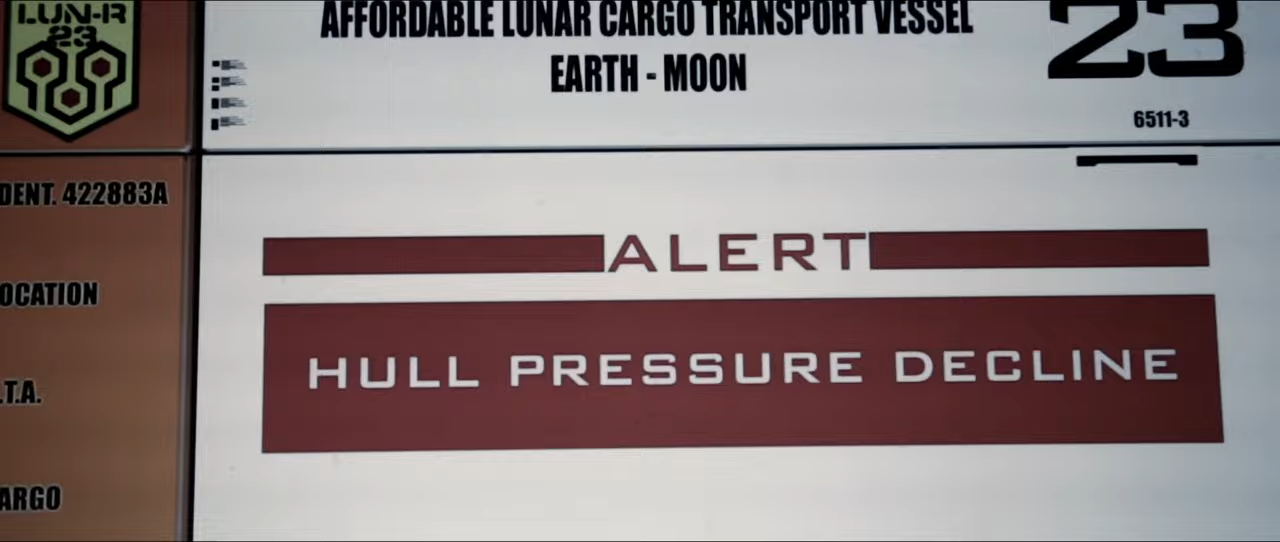 LUN-R
23
AFFORDABLE LUNAR CARGO TRANSPORT VESSEL
EARTH - MOON
23
6511-3
DENT. 422883A
OCATION
.T.A.
ARGO
ALERT
HULL PRESSURE DECLINE